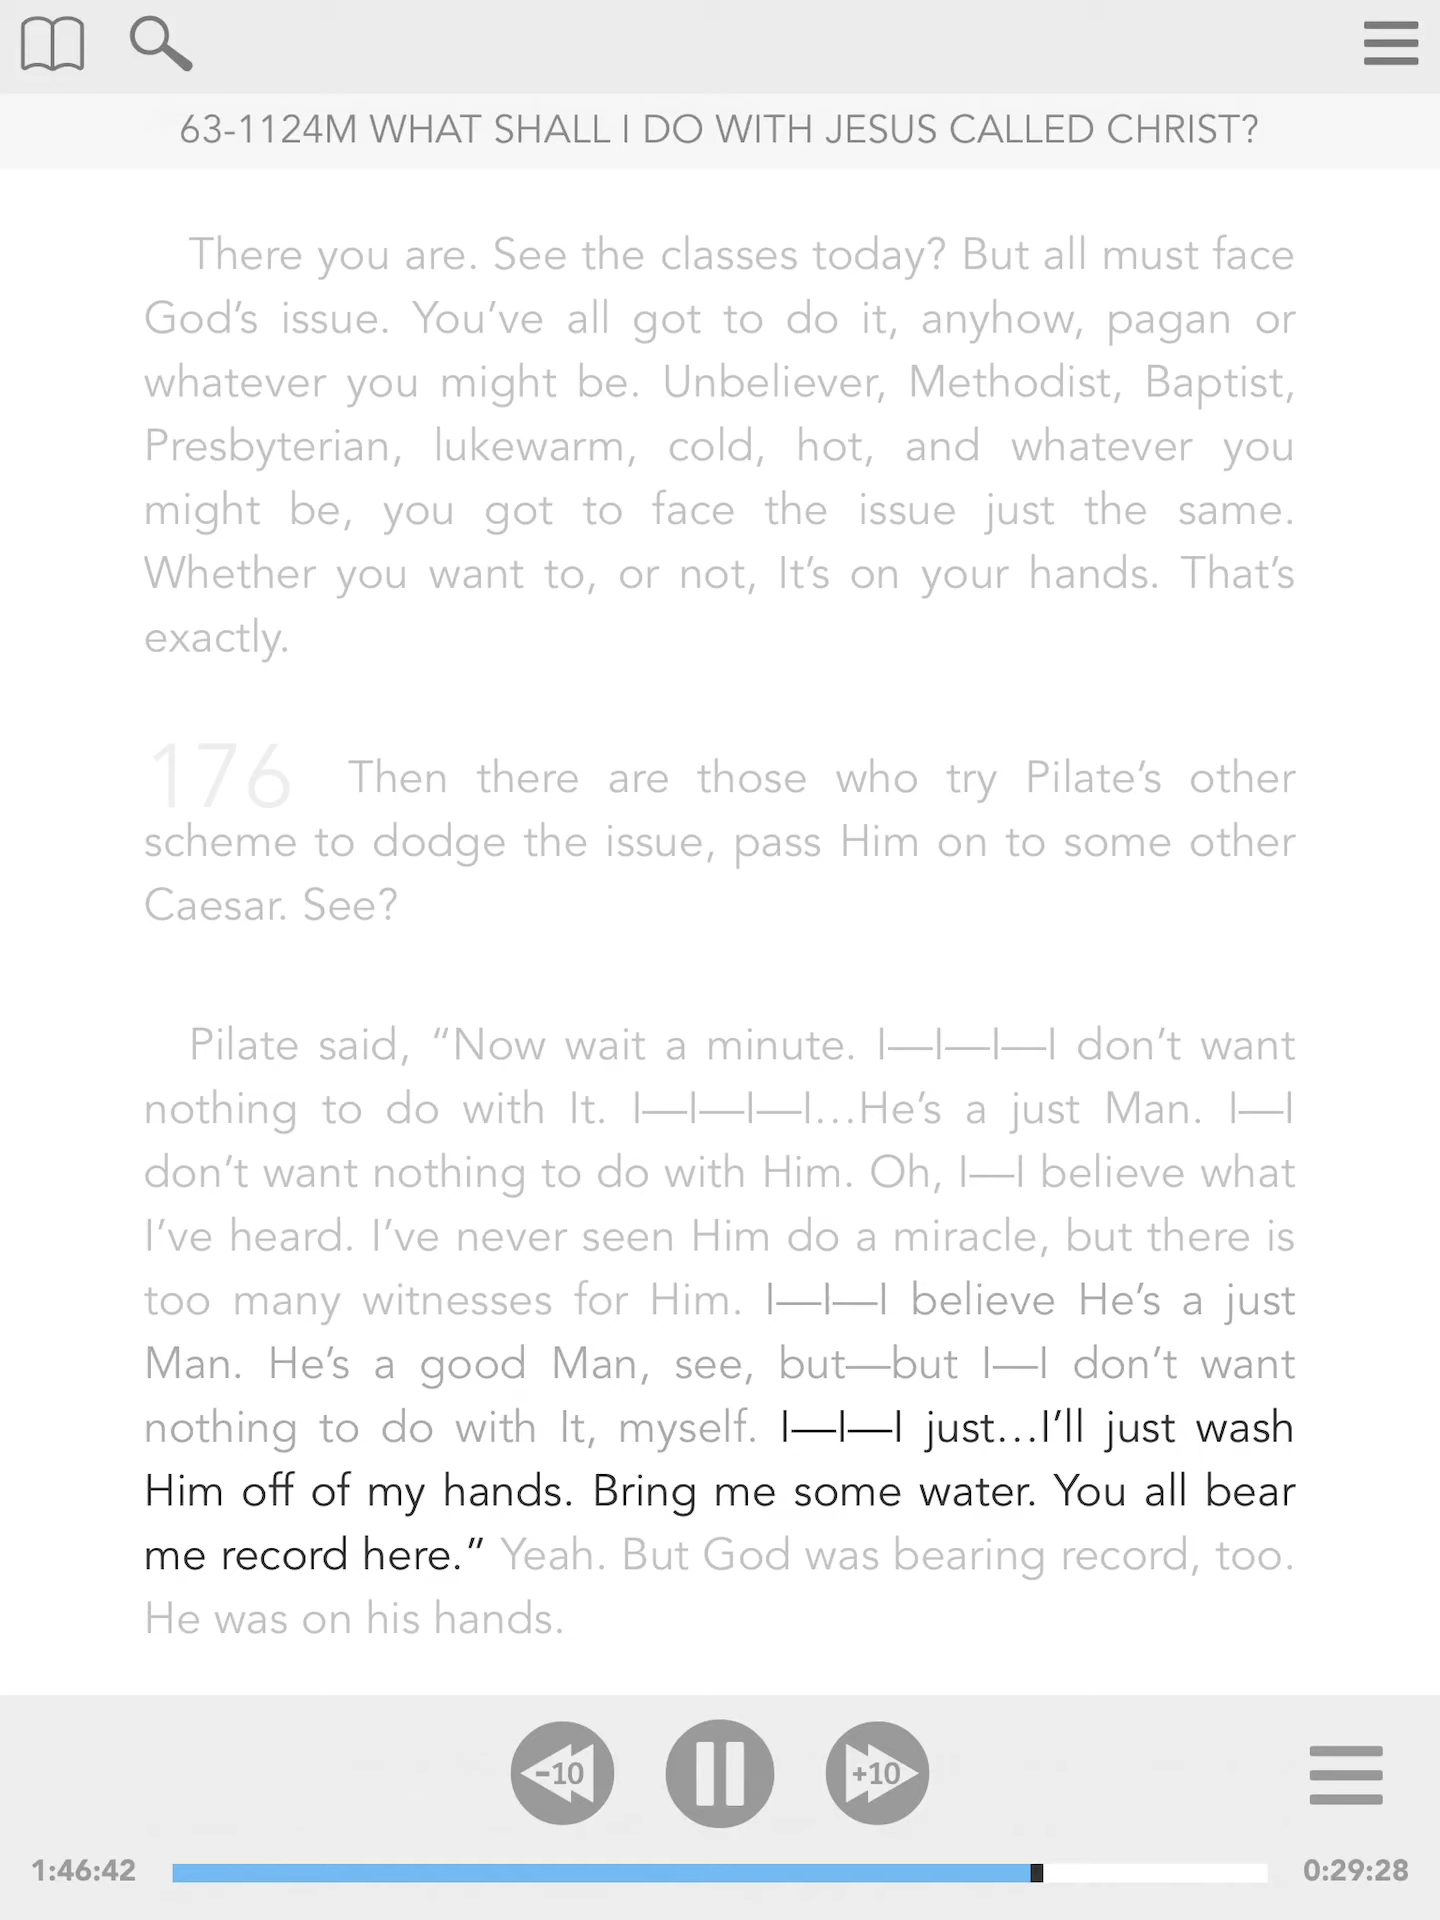 63-1124M WHAT SHALL I DO WITH JESUS CALLED CHRIST?
There you are. See the classes today? But all must face
God’s issue. You’ve all got to do it, anyhow, pagan or
whatever you might be. Unbeliever, Methodist, Baptist,
Presbyterian, lukewarm, cold, hot, and whatever you
might be, you got to face the issue just the same.
Whether you want to, or not, It’s on your hands. That’s
exactly.
176 Then there are those who try Pilate’s other
scheme to dodge the issue, pass Him on to some other
Caesar. See?
Pilate said, “Now wait a minute. I—I—I—I don’t want
nothing to do with It. I—I—I—I…He’s a just Man. I—I
don’t want nothing to do with Him. Oh, I—I believe what
I’ve heard. I’ve never seen Him do a miracle, but there is
too many witnesses for Him. I—I—I believe He’s a just
Man. He’s a good Man, see, but—but I—I don’t want
nothing to do with It, myself. I—I—I just…I’ll just wash
Him off of my hands. Bring me some water. You all bear
me record here.” Yeah. But God was bearing record, too.
He was on his hands.
-10 +10
1:46:42 0:29:28